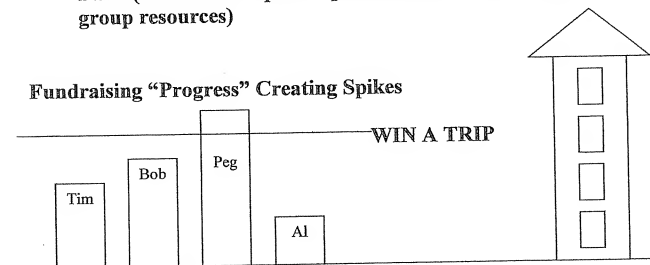 group resources)
Fundraising “Progress” Creating Spikes
WIN A TRIP
Peg
Bob
Tim
Al